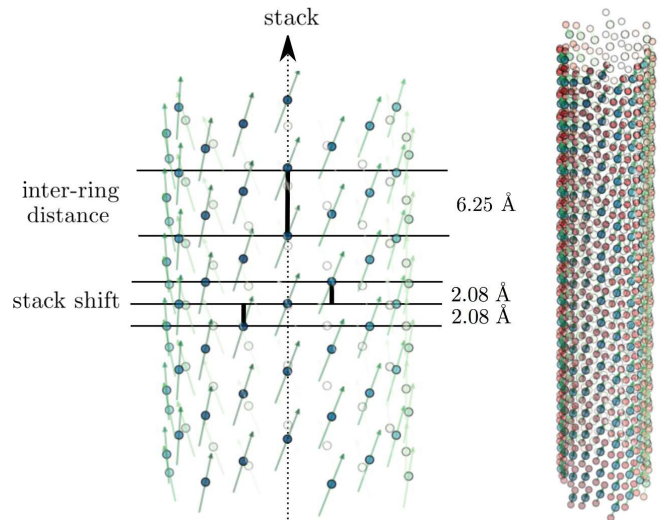 stack
inter-ring
distance
6.25 Å
stack shift
2.08 Å
2.08 Å